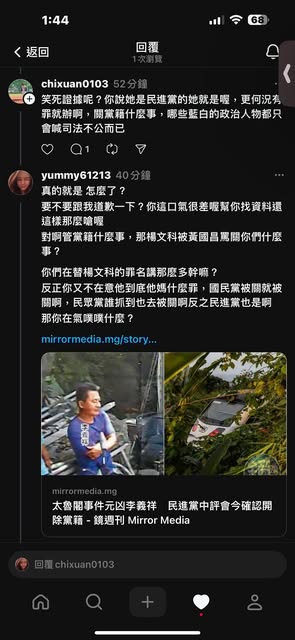 1:44
68
返回
回覆
1次瀏覽
chixuan0103 52分鐘
笑死證據呢?你說她是民進黨的她就是喔,更何況有
罪就辦啊,關黨籍什麼事,哪些藍白的政治人物都只
會喊司法不公而已
1
yummy61213 40分鐘
真的就是 怎麼了?
要不要跟我道歉一下?你這口氣很差喔幫你找資料還
這樣那麼嗆喔
對啊管黨籍什麼事,那楊文科被黃國昌罵關你們什麼
事?
你們在替楊文科的罪名講那麼多幹嘛?
反正你又不在意他到底他媽什麼罪,國民黨被關就被
關啊,民眾黨誰抓到也去被關啊反之民進黨也是啊
那你在氣噗噗什麼?
mirrormedia.mg/story...
mirrormedia.mg
太魯閣事件元凶李義祥 民進黨中評會今確認開
除黨籍 - 鏡週刊 Mirror Media
回覆 chixuan0103